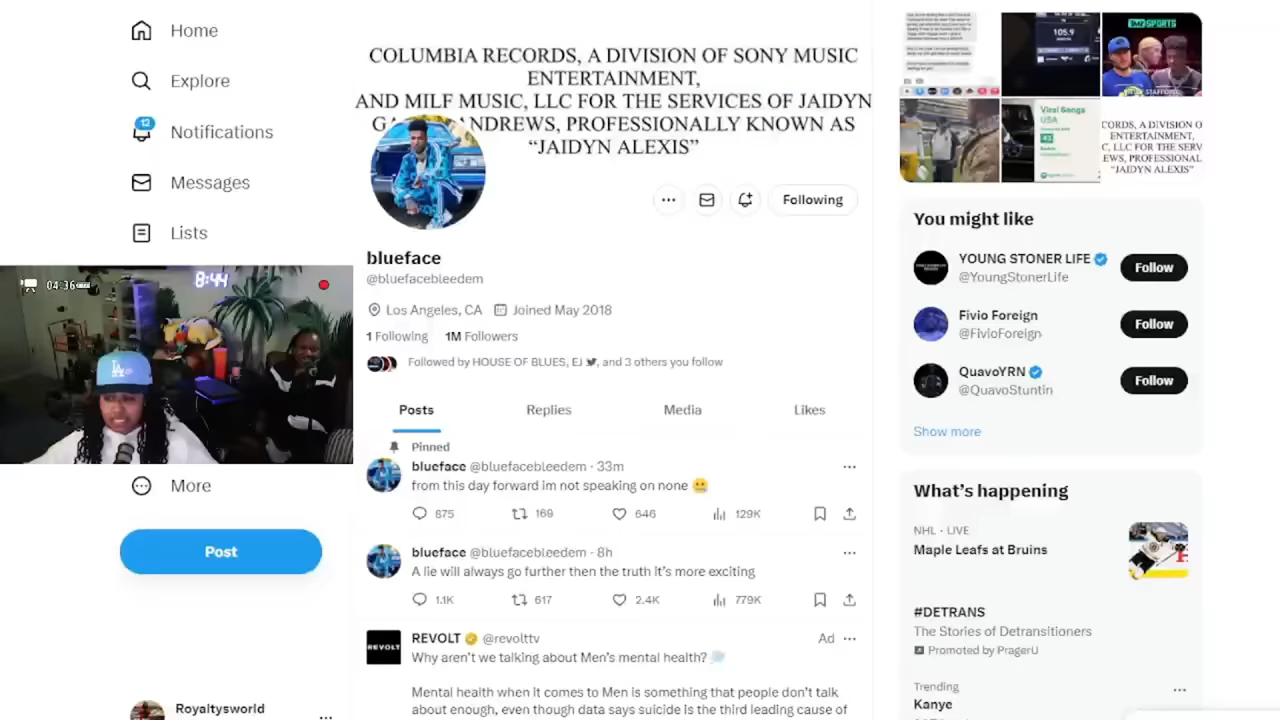 Home
Explore
12
Notifications
Messages
Lists
04:36
8:44
LA
More
Post
Royaltysworld
COLUMBIA RECORDS, A DIVISION OF SONY MUSIC
ENTERTAINMENT,
AND MILF MUSIC, LLC FOR THE SERVICES OF JAIDYN
ANDREWS, PROFESSIONALLY KNOWN AS
“JAIDYN ALEXIS”
Following
blueface
@bluefacebleedem
Los Angeles, CA Joined May 2018
1 Following 1M Followers
Followed by HOUSE OF BLUES, EJ, and 3 others you follow
Posts Replies Media Likes
Pinned
blueface @bluefacebleedem · 33m
from this day forward im not speaking on none 🤐
875 169 646 129K
blueface @bluefacebleedem · 8h
A lie will always go further then the truth it’s more exciting
1.1K 617 2.4K 779K
REVOLT
REVOLT @revolttv Ad
Why aren’t we talking about Men’s mental health?
Mental health when it comes to Men is something that people don’t talk
about enough, even though data says suicide is the third leading cause of
105.9
SPORTS
Viral Songs
USA
CORDS, A DIVISION O
ENTERTAINMENT,
C, LLC FOR THE SERV
EWS, PROFESSIONAL
“JAIDYN ALEXIS”
You might like
YOUNG STONER LIFE
@YoungStonerLife
Follow
Fivio Foreign
@FivioForeign
Follow
QuavoYRN
@QuavoStuntin
Follow
Show more
What’s happening
NHL · LIVE
Maple Leafs at Bruins
#DETRANS
The Stories of Detransitioners
Promoted by PragerU
Trending
Kanye